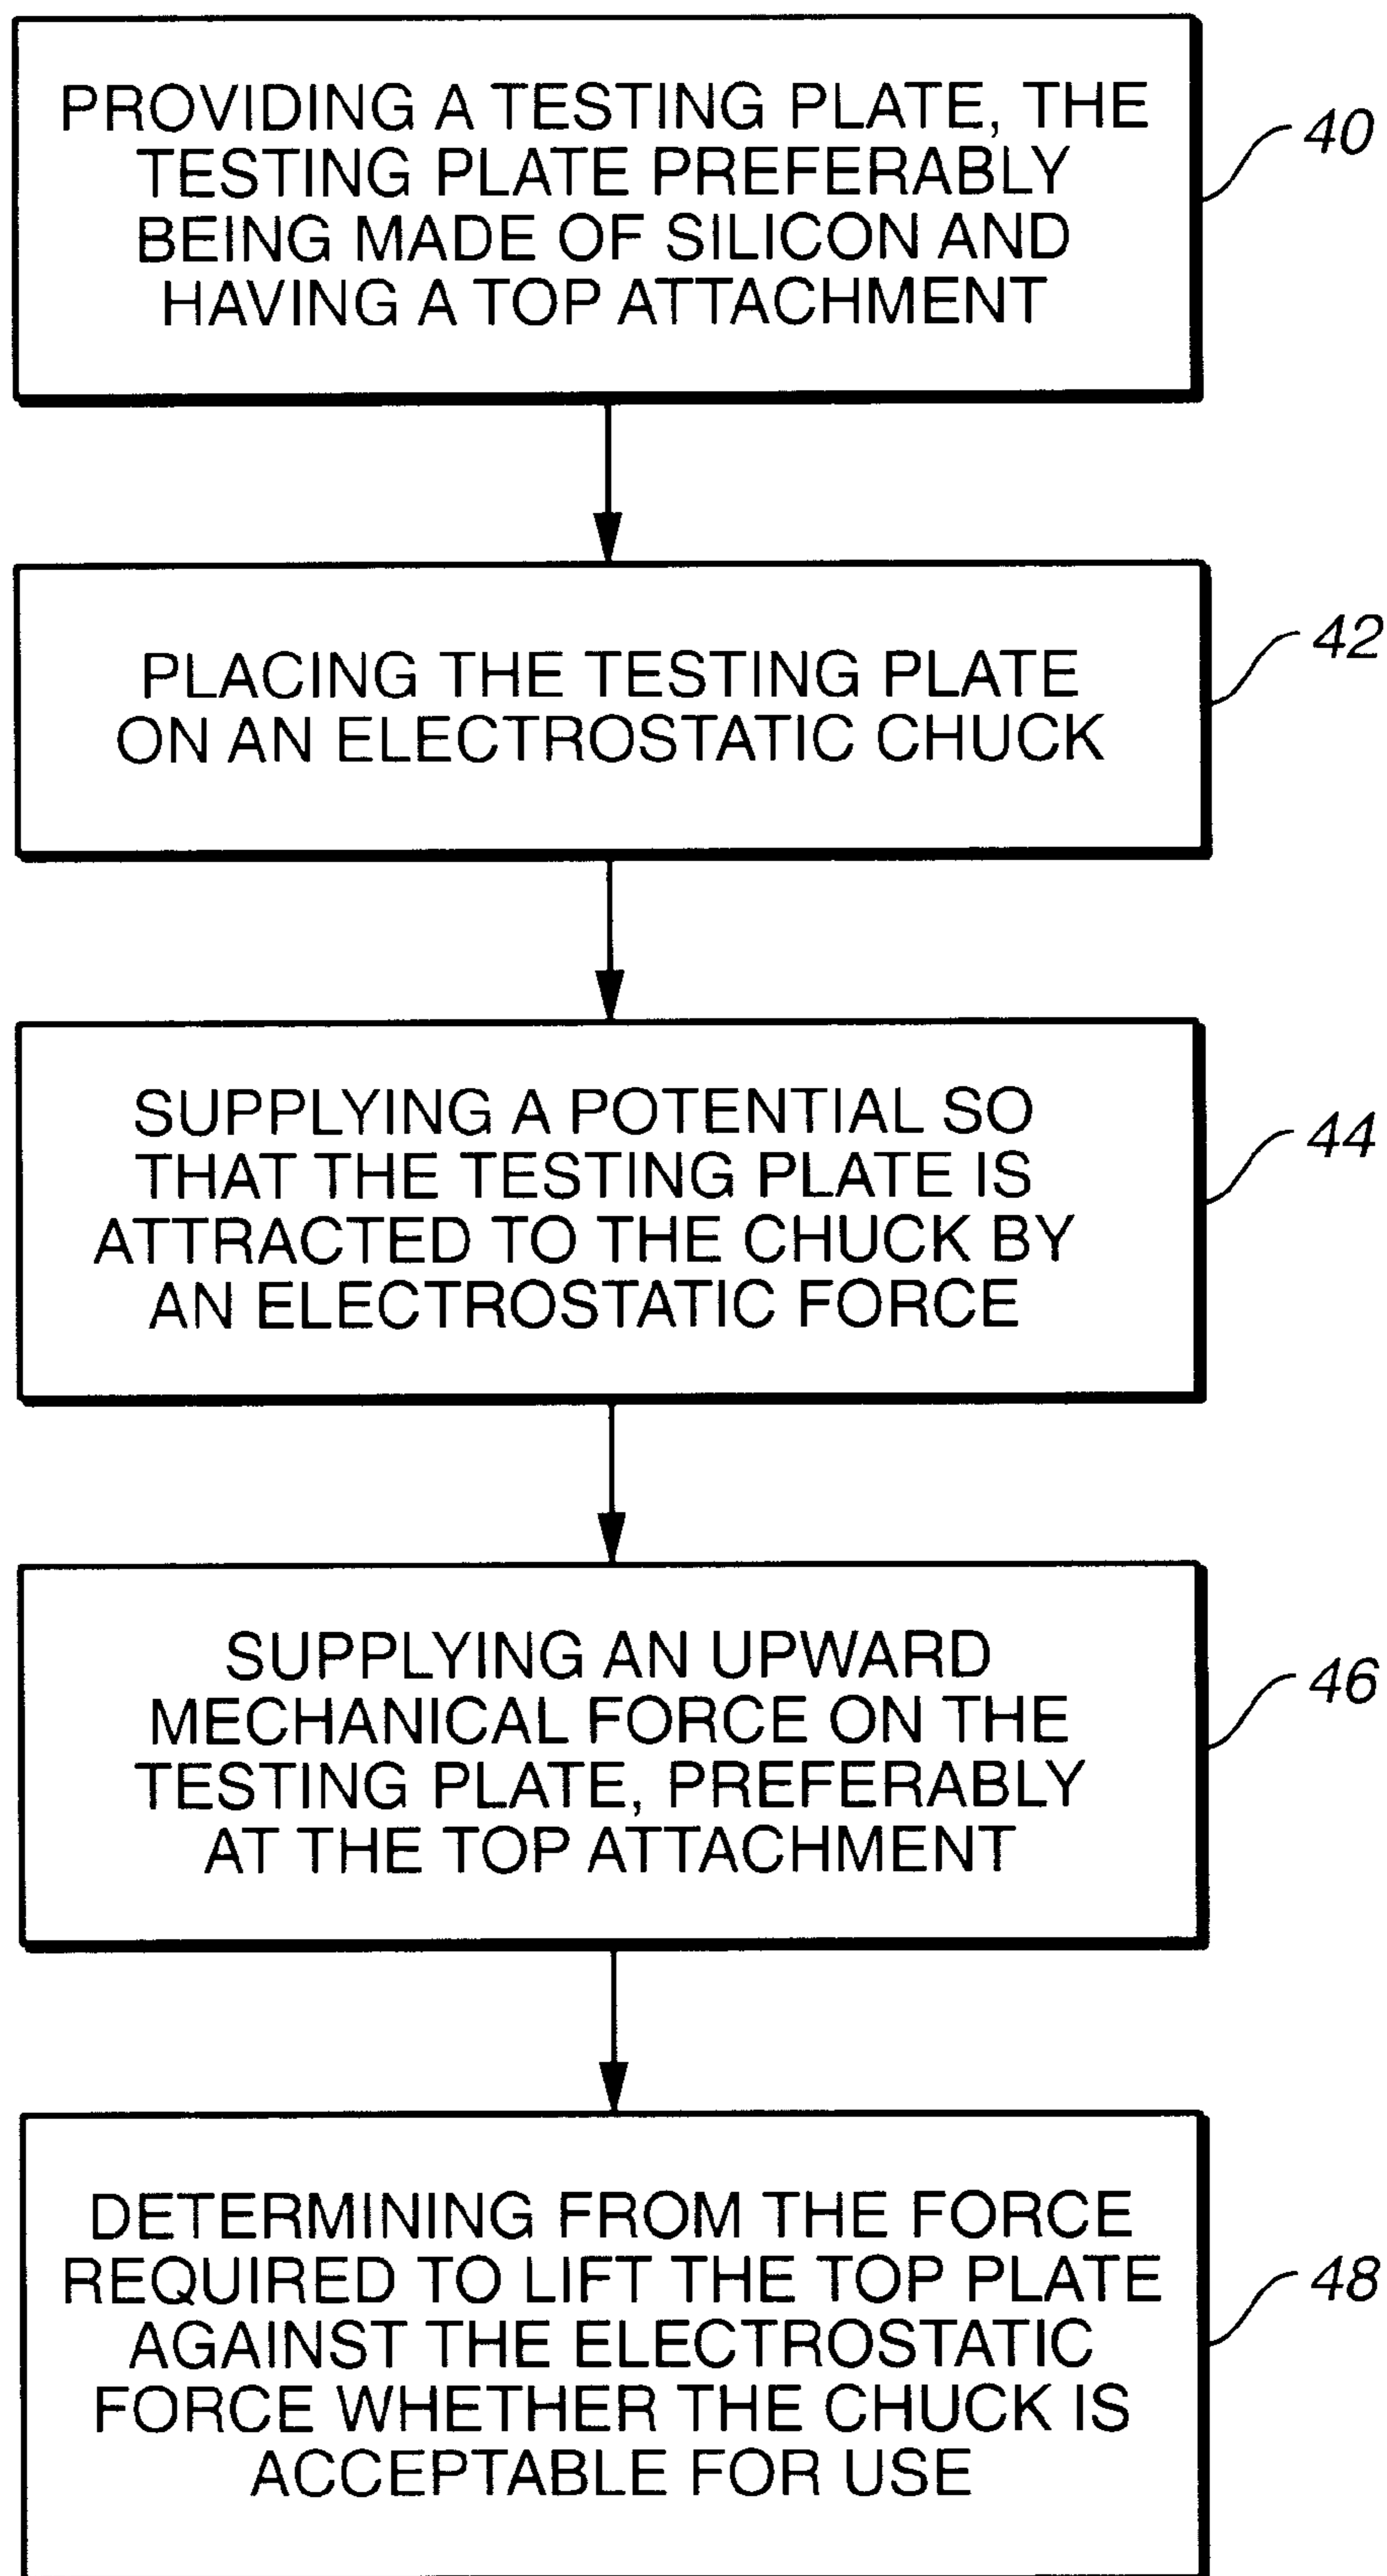 PROVIDING A TESTING PLATE, THE
TESTING PLATE PREFERABLY
BEING MADE OF SILICON AND
HAVING A TOP ATTACHMENT
40
PLACING THE TESTING PLATE
ON AN ELECTROSTATIC CHUCK
42
SUPPLYING A POTENTIAL SO
THAT THE TESTING PLATE IS
ATTRACTED TO THE CHUCK BY
AN ELECTROSTATIC FORCE
44
SUPPLYING AN UPWARD
MECHANICAL FORCE ON THE
TESTING PLATE, PREFERABLY
AT THE TOP ATTACHMENT
46
DETERMINING FROM THE FORCE
REQUIRED TO LIFT THE TOP PLATE
AGAINST THE ELECTROSTATIC
FORCE WHETHER THE CHUCK IS
ACCEPTABLE FOR USE
48